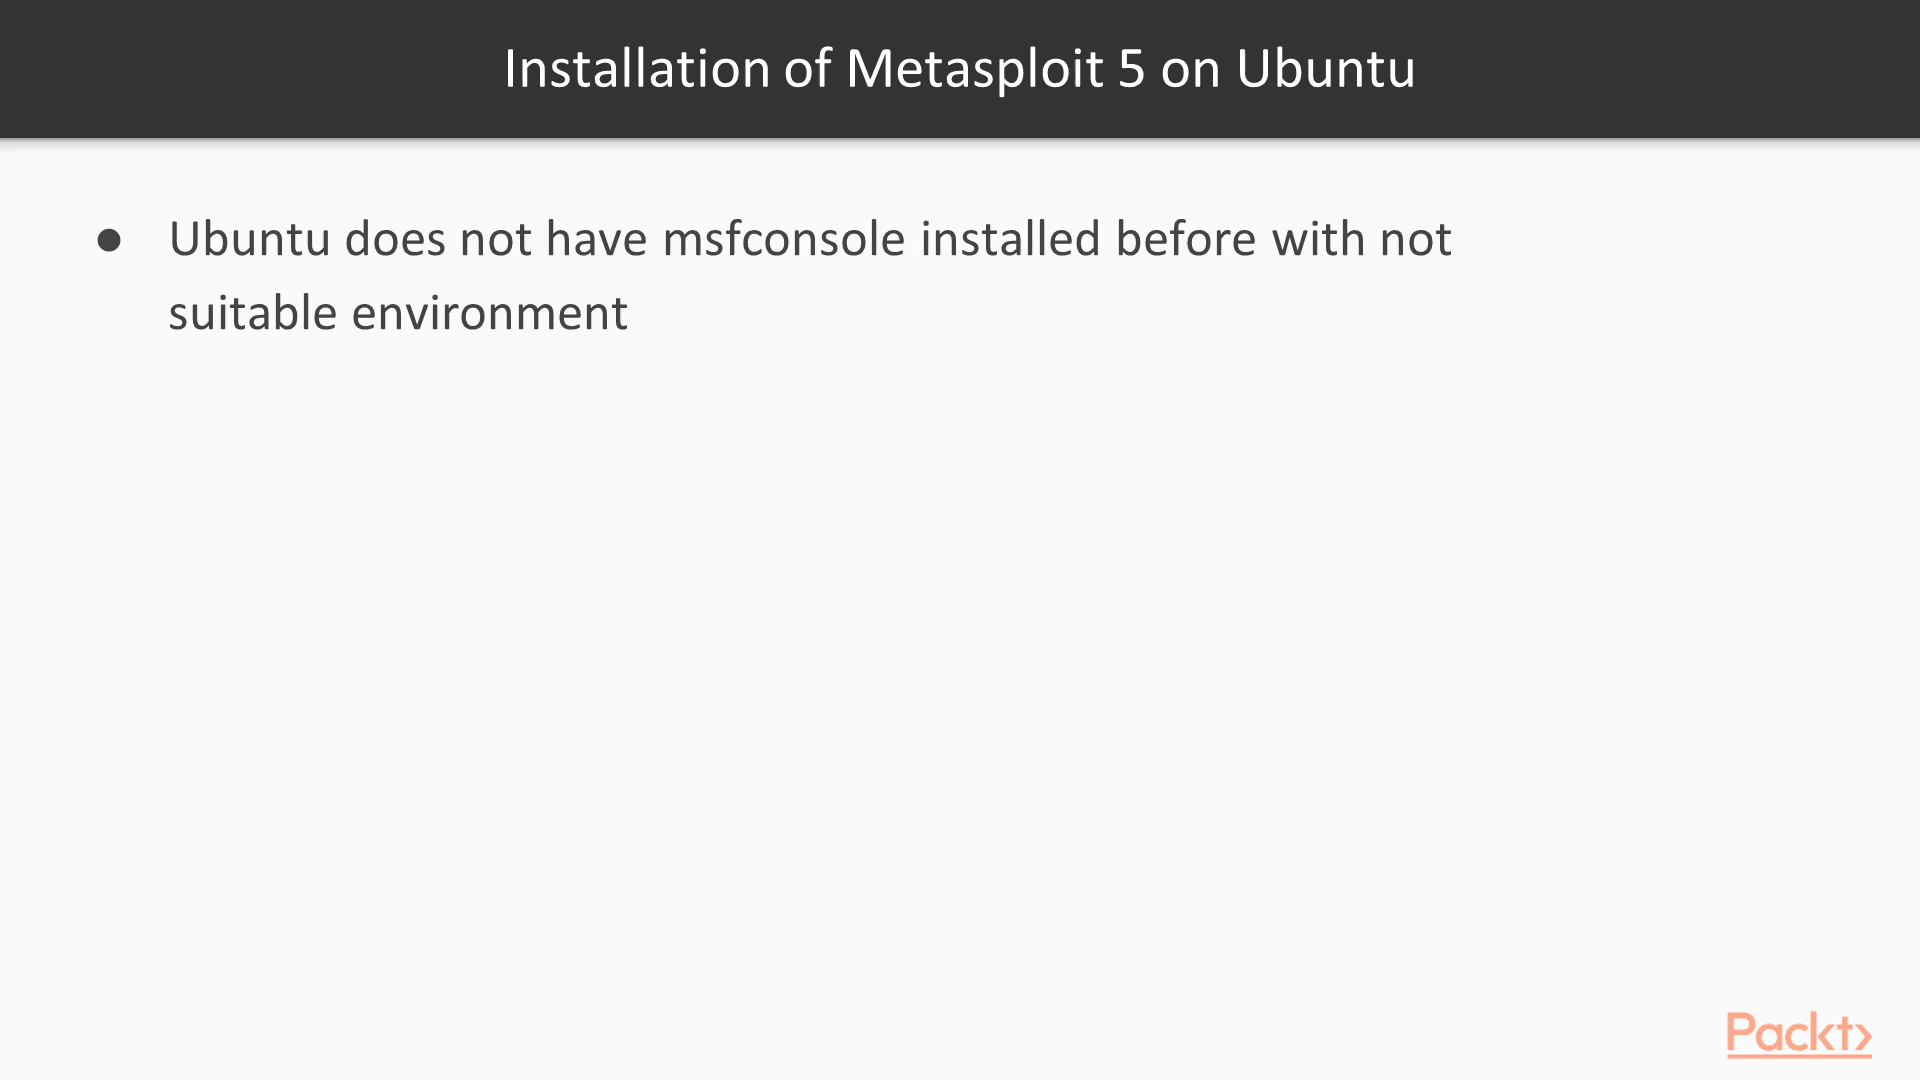 Installation of Metasploit 5 on Ubuntu
● Ubuntu does not have msfconsole installed before with not
suitable environment
Packt